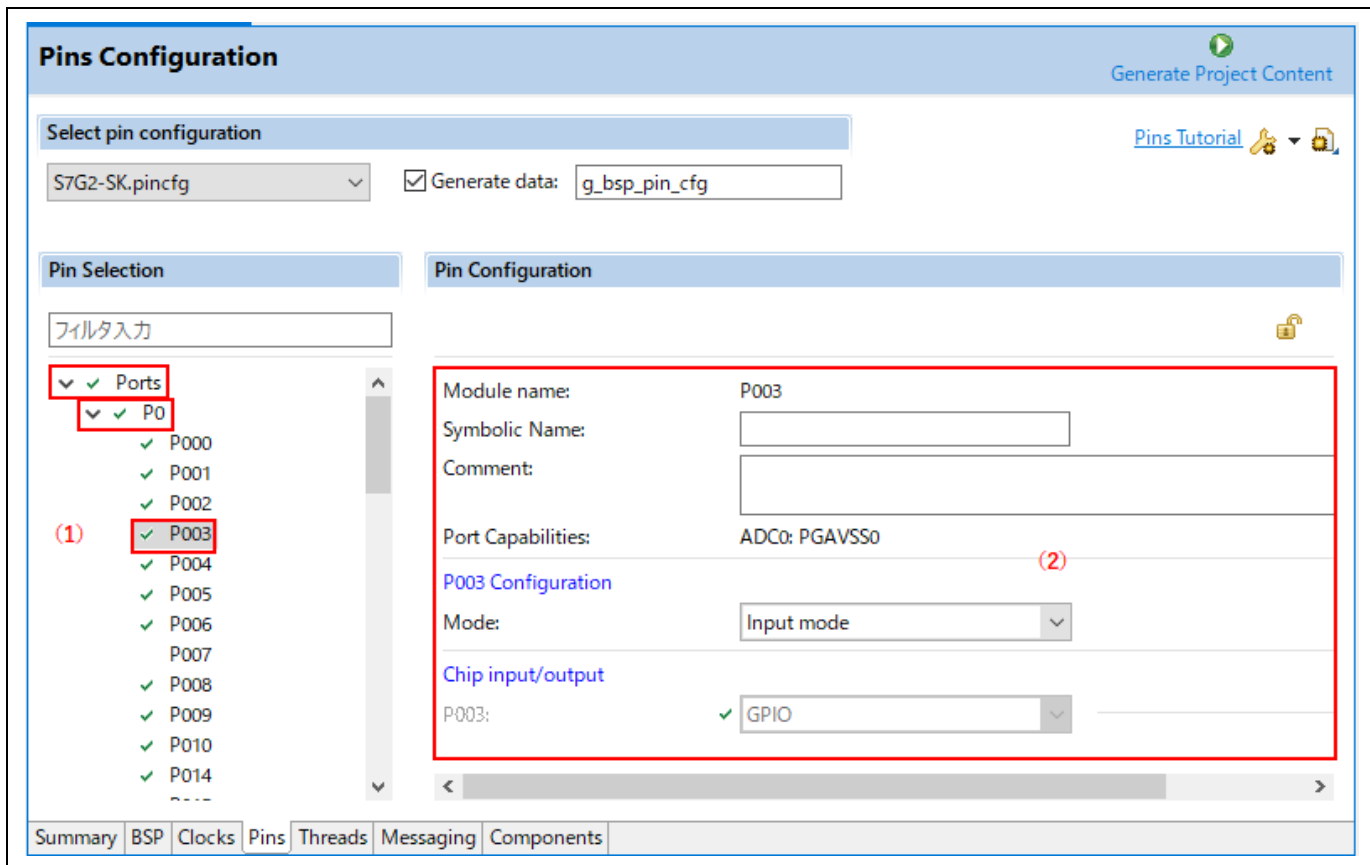 Pins Configuration
Generate Project Content
Select pin configuration
Pins Tutorial
S7G2-SK.pincfg
Generate data:
g_bsp_pin_cfg
Pin Selection
Pin Configuration
フィルタ入力
Ports
P0
P000
P001
P002
(1)
P003
P004
P005
P006
P007
P008
P009
P010
P014
Module name:
P003
Symbolic Name:
Comment:
Port Capabilities:
ADC0: PGAVSS0
(2)
P003 Configuration
Mode:
Input mode
Chip input/output
P003:
GPIO
Summary
BSP
Clocks
Pins
Threads
Messaging
Components